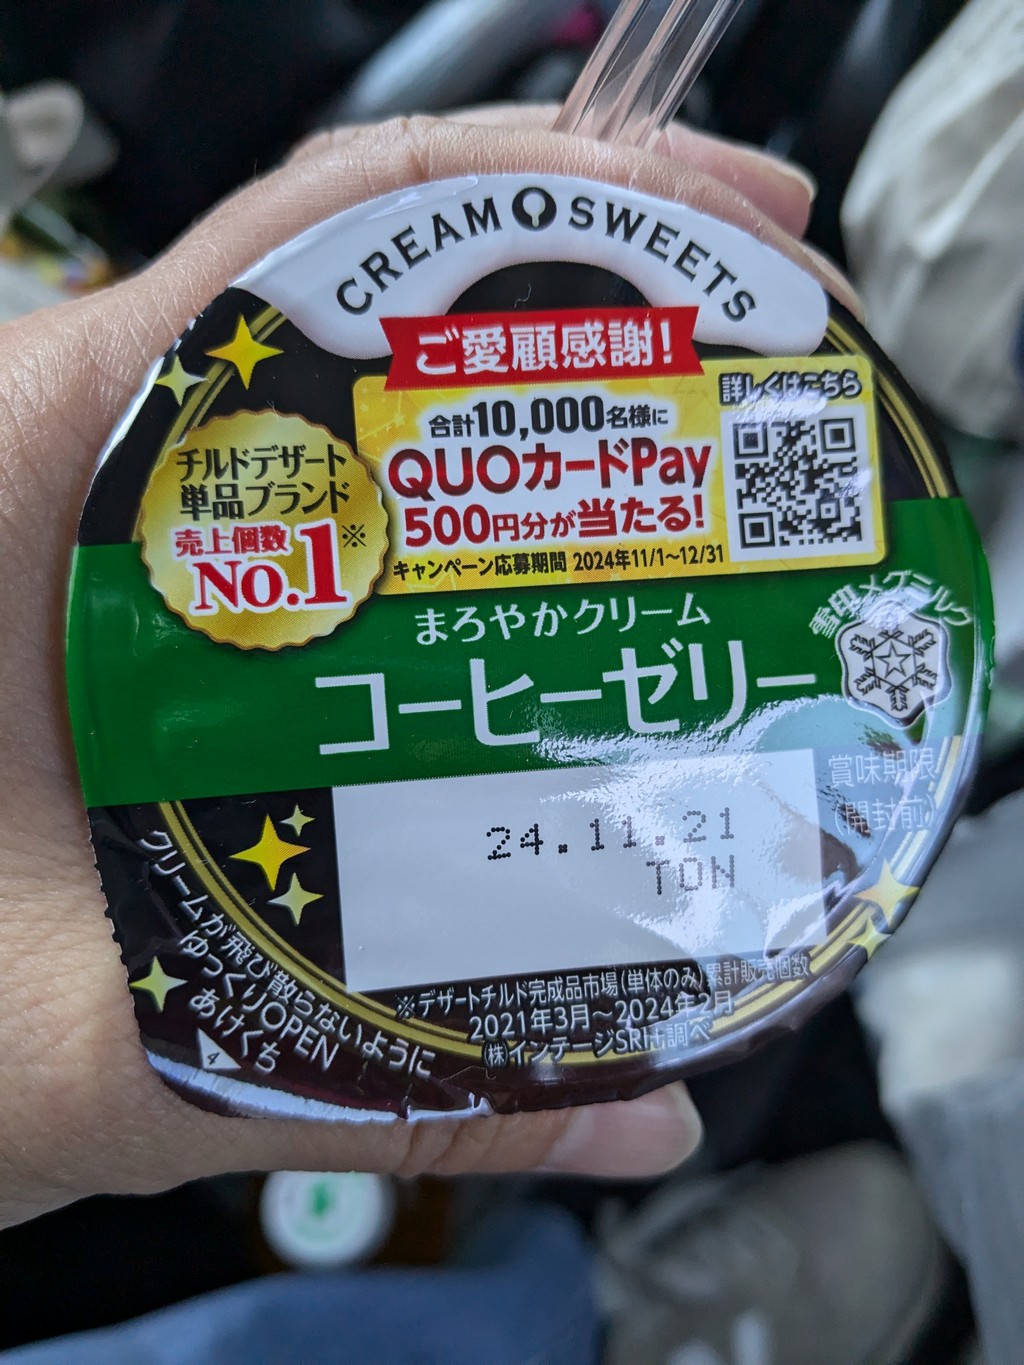 CREAM SWEETS
ご愛顧感謝!
合計10,000名様に
QUOカードPay
500円分が当たる!
キャンペーン応募期間 2024年11/1~12/31
詳しくはこちら
チルドデザート
単品ブランド
売上個数※
No.1
まろやかクリーム
コーヒーゼリー
雪印メグミルク
賞味期限
(開封前)
24.11.21
TON
※デザートチルド完成品市場(単体のみ)累計販売個数
2021年3月~2024年2月
(株)インテージSRI+調べ
クリームが飛び散らないように
ゆっくりOPEN
あけくち
4